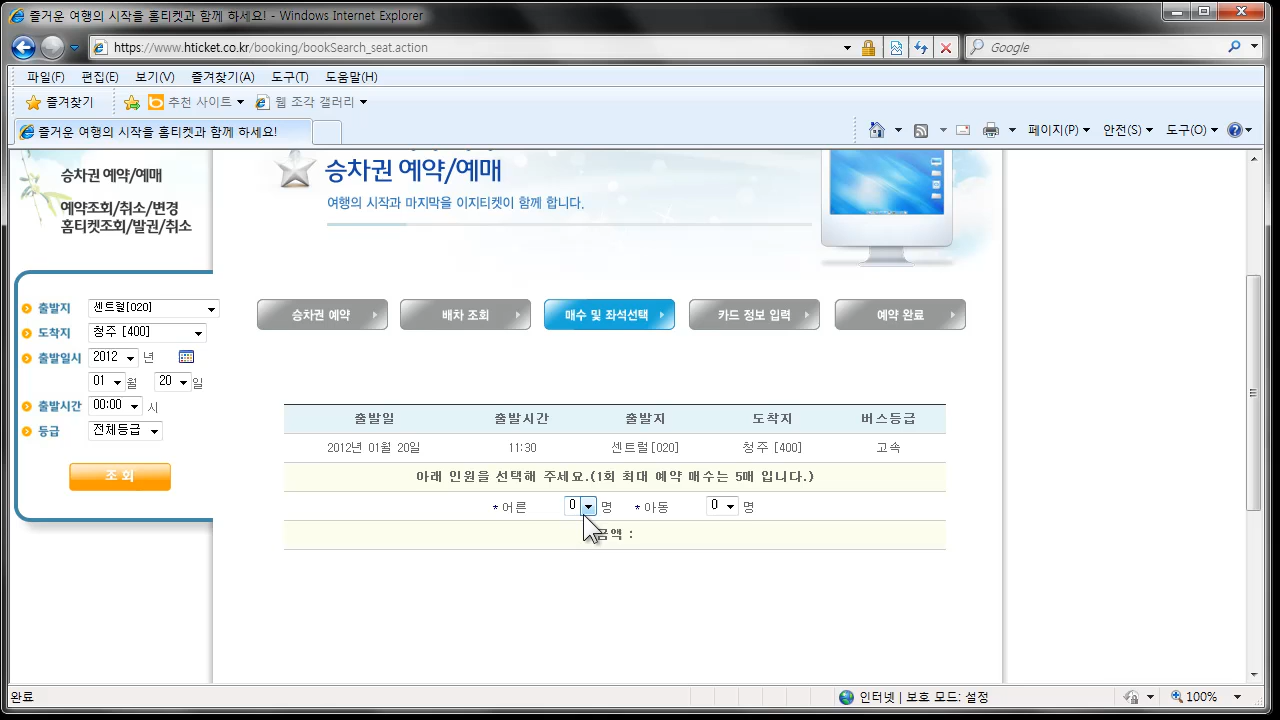 즐거운 여행의 시작을 홈티켓과 함께 하세요! - Windows Internet Explorer
https://www.hticket.co.kr/booking/bookSearch_seat.action
Google
파일(F) 편집(E) 보기(V) 즐겨찾기(A) 도구(T) 도움말(H)
즐겨찾기 추천 사이트 웹 조각 갤러리
즐거운 여행의 시작을 홈티켓과 함께 하세요!
페이지(P) 안전(S) 도구(O)
승차권 예약/예매
예약조회/취소/변경
홈티켓조회/발권/취소
승차권 예약/예매
여행의 시작과 마지막을 이지티켓이 함께 합니다.
출발지 센트럴[020]
도착지 청주 [400]
출발일시 2012 년
01 월 20 일
출발시간 00:00 시
등급 전체등급
조 회
승차권 예약 배차 조회 매수 및 좌석선택 카드 정보 입력 예약 완료
출발일 출발시간 출발지 도착지 버스등급
2012년 01월 20일 11:30 센트럴[020] 청주 [400] 고속
아래 인원을 선택해 주세요.(1회 최대 예약 매수는 5매 입니다.)
* 어른 0 명 * 아동 0 명
금액 :
완료
인터넷 | 보호 모드: 설정
100%